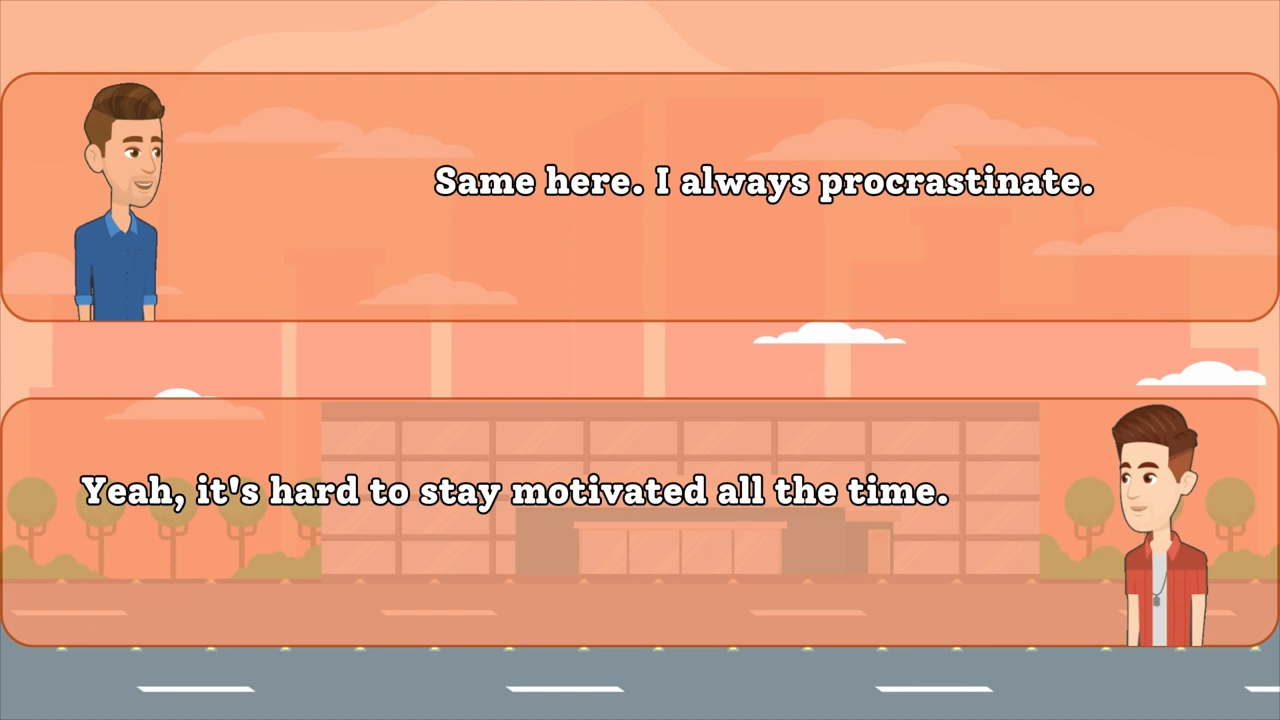 Same here. I always procrastinate.
Yeah, it's hard to stay motivated all the time.